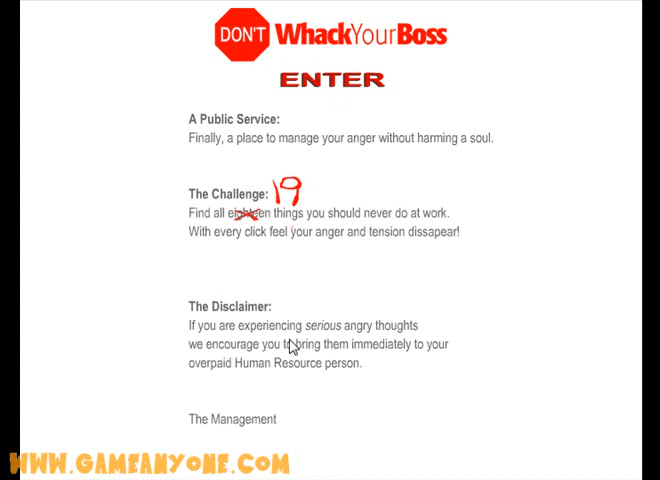 DON'T WhackYourBoss
ENTER
A Public Service:
Finally, a place to manage your anger without harming a soul.
The Challenge: 19
Find all eighteen things you should never do at work.
With every click feel your anger and tension dissapear!
The Disclaimer:
If you are experiencing serious angry thoughts
we encourage you to bring them immediately to your
overpaid Human Resource person.
The Management
WWW.GAMEANYONE.COM